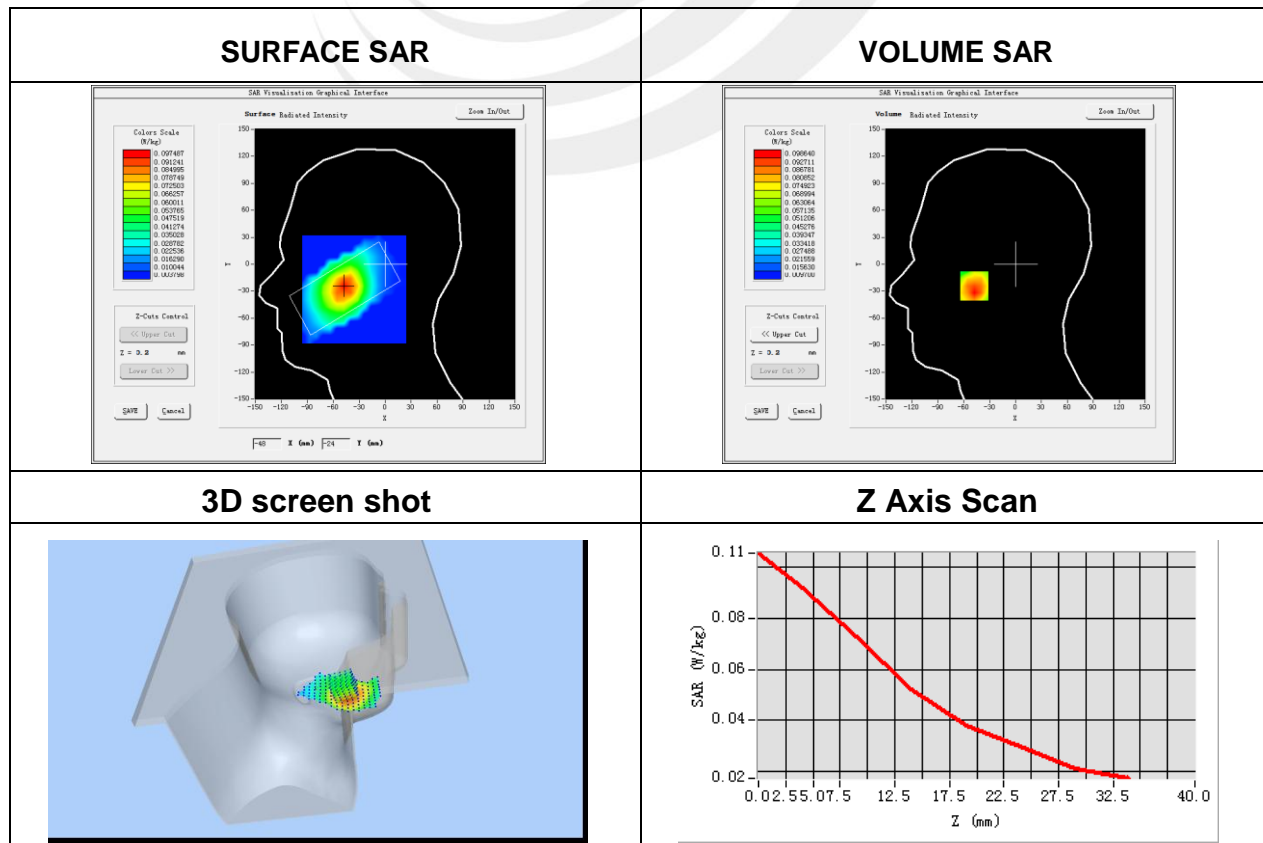 SURFACE SAR
VOLUME SAR
SAR Visualisation Graphical Interface
Surface Radiated Intensity
Zoom In/Out
Colors Scale
(W/kg)
0.097487
0.091241
0.084995
0.078749
0.072503
0.066257
0.060011
0.053765
0.047519
0.041274
0.035028
0.028782
0.022536
0.016290
0.010044
0.003798
150
120
90
60
30
0
-30
-60
-90
-120
-150
Y
-150 -120 -90 -60 -30 0 30 60 90 120 150
X
Z-Cuts Control
<< Upper Cut
Z = 3.2 mm
Lower Cut >>
SAVE Cancel
-48 X (mm) -24 Y (mm)
SAR Visualisation Graphical Interface
Volume Radiated Intensity
Zoom In/Out
Colors Scale
(W/kg)
0.098640
0.092711
0.086781
0.080852
0.074923
0.068994
0.063064
0.057135
0.051206
0.045276
0.039347
0.033418
0.027488
0.021559
0.015630
0.009700
150
120
90
60
30
0
-30
-60
-90
-120
-150
Y
-150 -120 -90 -60 -30 0 30 60 90 120 150
X
Z-Cuts Control
<< Upper Cut
Z = 3.2 mm
Lower Cut >>
SAVE Cancel
3D screen shot
Z Axis Scan
0.11
0.08
0.06
0.04
0.02
SAR (W/kg)
0.0 2.5 5.0 7.5 12.5 17.5 22.5 27.5 32.5 40.0
Z (mm)